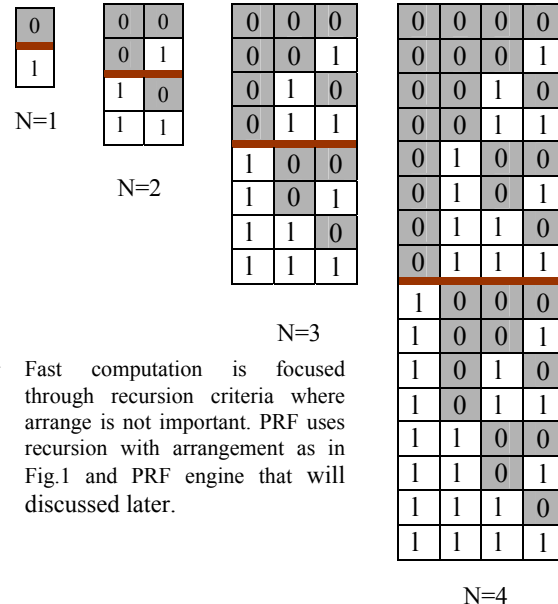 0
1
N=1
0 0
0 1
1 0
1 1
N=2
0 0 0
0 0 1
0 1 0
0 1 1
1 0 0
1 0 1
1 1 0
1 1 1
N=3
0 0 0 0
0 0 0 1
0 0 1 0
0 0 1 1
0 1 0 0
0 1 0 1
0 1 1 0
0 1 1 1
1 0 0 0
1 0 0 1
1 0 1 0
1 0 1 1
1 1 0 0
1 1 0 1
1 1 1 0
1 1 1 1
N=4
Fast computation is focused
through recursion criteria where
arrange is not important. PRF uses
recursion with arrangement as in
Fig.1 and PRF engine that will
discussed later.